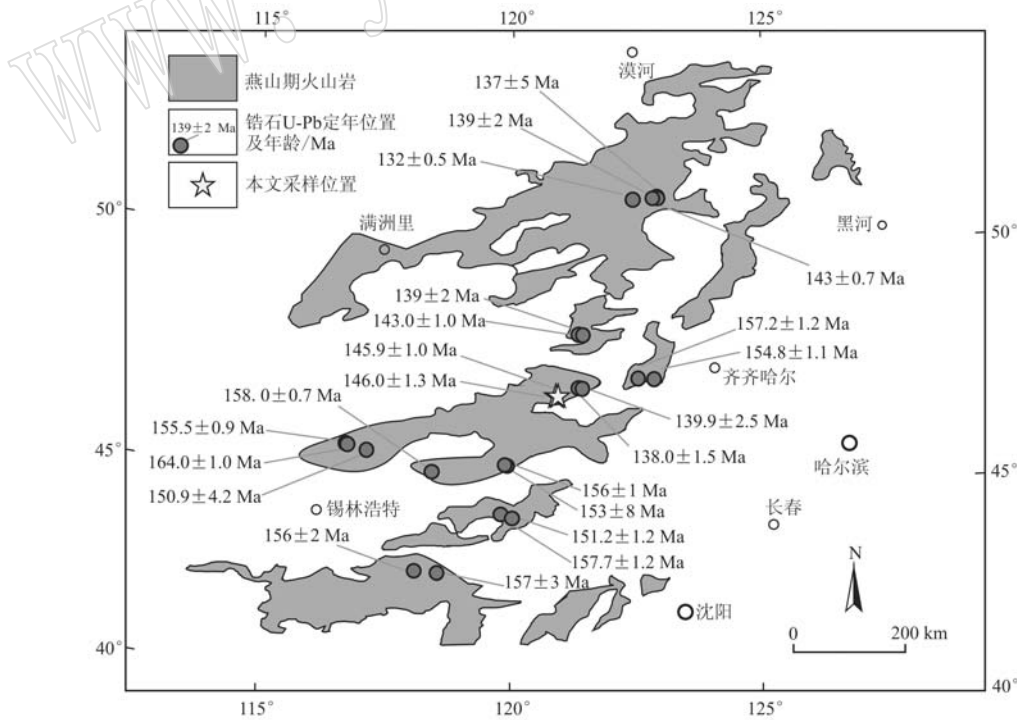 WWW.
115°
120°
125°
漠河
燕山期火山岩
137±5 Ma
139±2 Ma
锆石U-Pb定年位置
及年龄/Ma
139±2 Ma
132±0.5 Ma
本文采样位置
50°
满洲里
黑河
50°
143±0.7 Ma
139±2 Ma
143.0±1.0 Ma
157.2±1.2 Ma
145.9±1.0 Ma
154.8±1.1 Ma
齐齐哈尔
146.0±1.3 Ma
158.0±0.7 Ma
139.9±2.5 Ma
155.5±0.9 Ma
45°
138.0±1.5 Ma
164.0±1.0 Ma
哈尔滨
45°
156±1 Ma
150.9±4.2 Ma
153±8 Ma
锡林浩特
长春
151.2±1.2 Ma
156±2 Ma
157.7±1.2 Ma
N
157±3 Ma
沈阳
0 200 km
40°
40°
115°
120°
125°